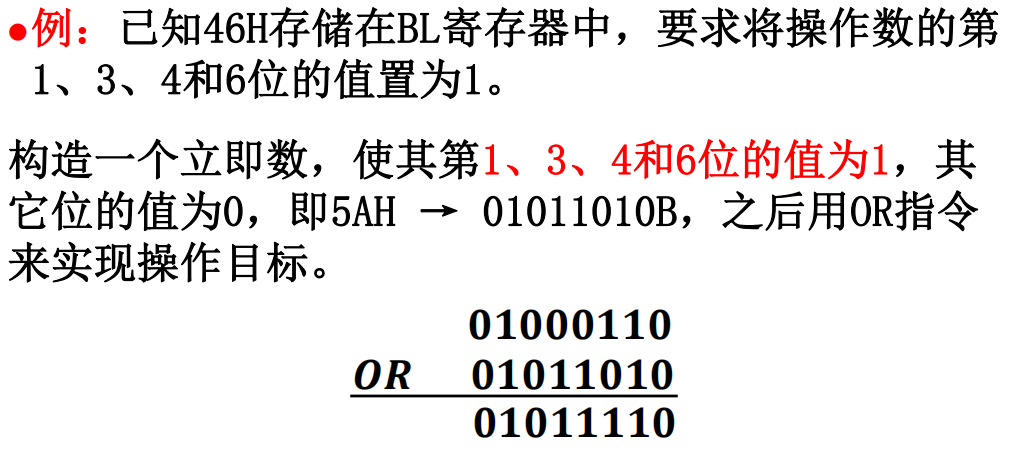 ●例：已知46H存储在BL寄存器中，要求将操作数的第
1、3、4和6位的值置为1。
构造一个立即数，使其第1、3、4和6位的值为1，其
它位的值为0，即5AH → 01011010B，之后用OR指令
来实现操作目标。
01000110
OR 01011010
01011110